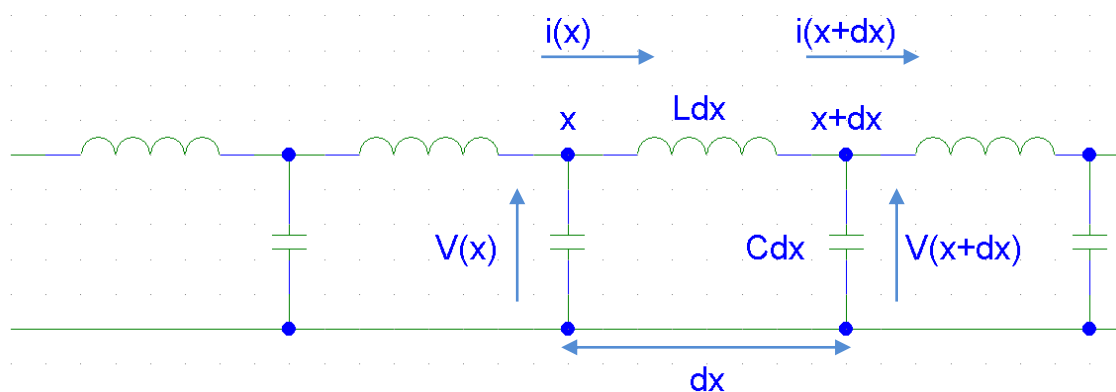 i(x)
i(x+dx)
Ldx
x
x+dx
V(x)
Cdx
V(x+dx)
dx